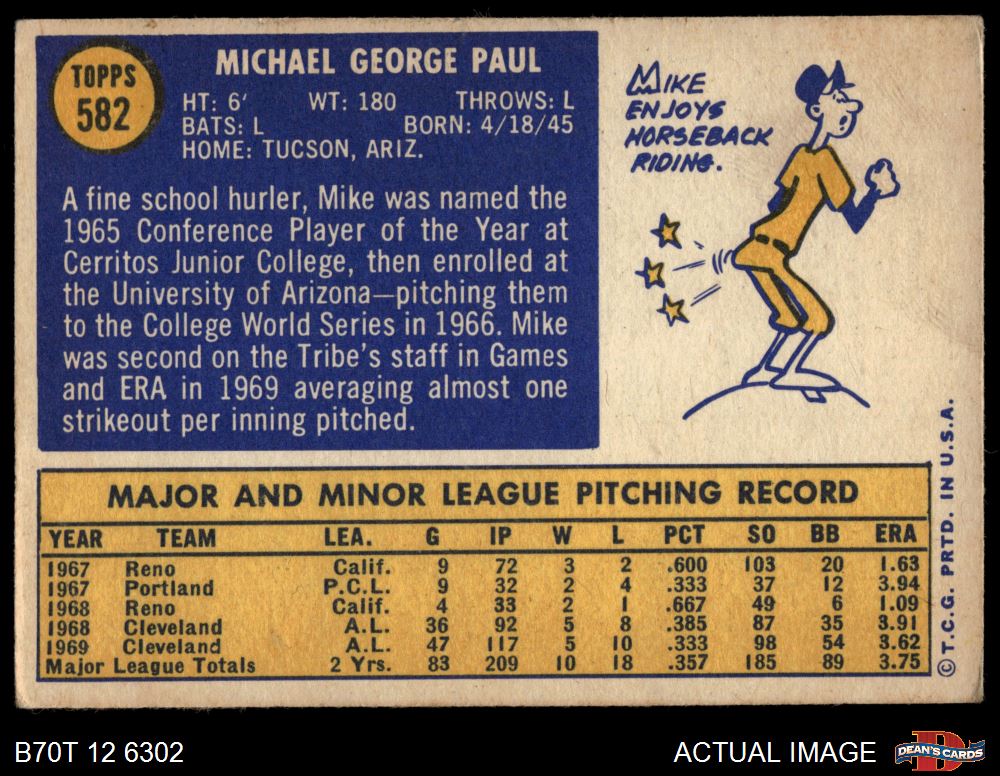 TOPPS
582
MICHAEL GEORGE PAUL
HT: 6' WT: 180 THROWS: L
BATS: L BORN: 4/18/45
HOME: TUCSON, ARIZ.
A fine school hurler, Mike was named the
1965 Conference Player of the Year at
Cerritos Junior College, then enrolled at
the University of Arizona—pitching them
to the College World Series in 1966. Mike
was second on the Tribe's staff in Games
and ERA in 1969 averaging almost one
strikeout per inning pitched.
MIKE
ENJOYS
HORSEBACK
RIDING.
MAJOR AND MINOR LEAGUE PITCHING RECORD
YEAR TEAM LEA. G IP W L PCT SO BB ERA
1967 Reno Calif. 9 72 3 2 .600 103 20 1.63
1967 Portland P.C.L. 9 32 2 4 .333 37 12 3.94
1968 Reno Calif. 4 33 2 1 .667 49 6 1.09
1968 Cleveland A.L. 36 92 5 8 .385 87 35 3.91
1969 Cleveland A.L. 47 117 5 10 .333 98 54 3.62
Major League Totals 2 Yrs. 83 209 10 18 .357 185 89 3.75
© T.C.G. PRTD. IN U.S.A.
B70T 12 6302
ACTUAL IMAGE
D
DEAN'S CARDS